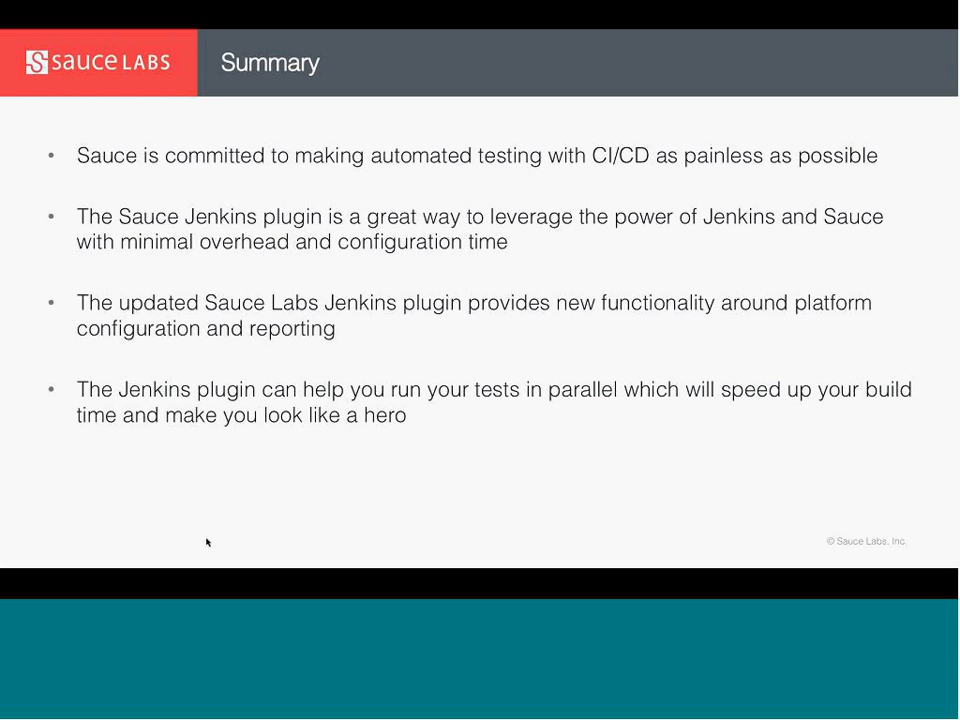 S sauce LABS
Summary
• Sauce is committed to making automated testing with CI/CD as painless as possible
• The Sauce Jenkins plugin is a great way to leverage the power of Jenkins and Sauce
with minimal overhead and configuration time
• The updated Sauce Labs Jenkins plugin provides new functionality around platform
configuration and reporting
• The Jenkins plugin can help you run your tests in parallel which will speed up your build
time and make you look like a hero
© Sauce Labs, Inc.